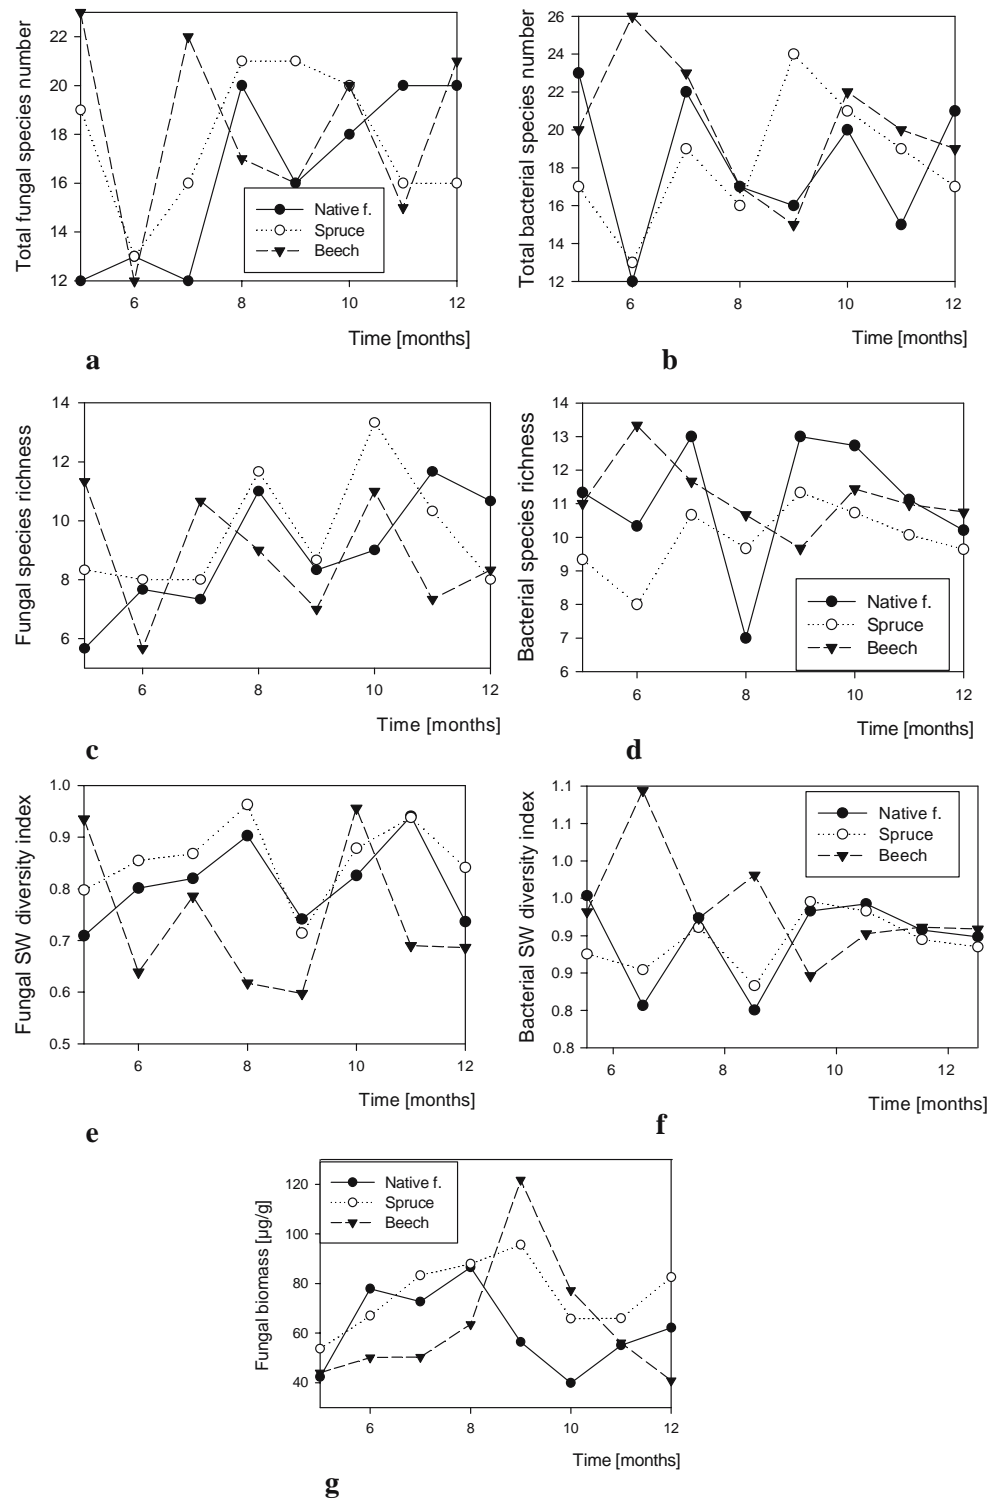 Total fungal species number
22
20
18
16
14
12
Native f.
Spruce
Beech
6
8
10
12
Time [months]
a
Total bacterial species number
26
24
22
20
18
16
14
12
6
8
10
12
Time [months]
b
Fungal species richness
14
12
10
8
6
6
8
10
12
Time [months]
c
Bacterial species richness
14
13
12
11
10
9
8
7
6
Native f.
Spruce
Beech
6
8
10
12
Time [months]
d
Fungal SW diversity index
1.0
0.9
0.8
0.7
0.6
0.5
6
8
10
12
Time [months]
e
Bacterial SW diversity index
1.1
1.1
1.0
1.0
0.9
0.9
0.8
0.8
Native f.
Spruce
Beech
6
8
10
12
Time [months]
f
Fungal biomass [µg/g]
120
100
80
60
40
Native f.
Spruce
Beech
6
8
10
12
Time [months]
g